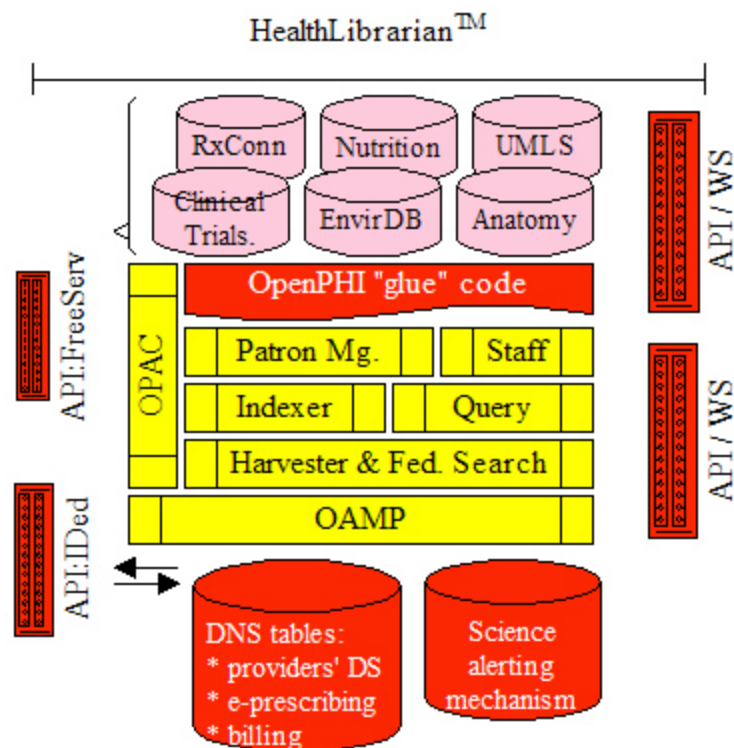 HealthLibrarian™
RxConn
Nutrition
UMLS
Clinical
Trials.
EnvirDB
Anatomy
API / WS
OpenPHI "glue" code
API:FreeServ
OPAC
Patron Mg.
Staff
Indexer
Query
API / WS
Harvester & Fed. Search
OAMP
API:IDed
DNS tables:
* providers' DS
* e-prescribing
* billing
Science
alerting
mechanism